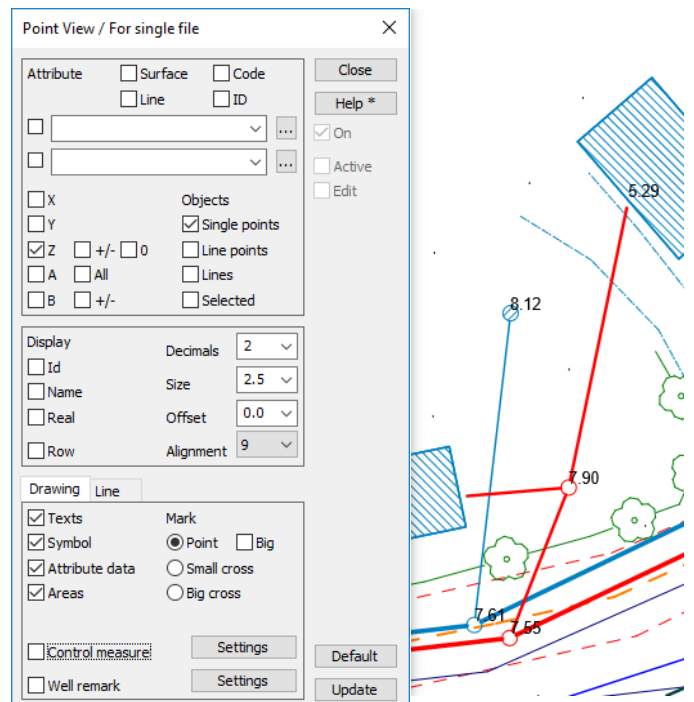 Point View / For single file
Attribute Surface Code
Line ID
...
...
X Objects
Y Single points
Z +/- 0 Line points
A All Lines
B +/- Selected
Display
Id
Name
Real
Row
Decimals 2
Size 2.5
Offset 0.0
Alignment 9
Drawing Line
Texts
Symbol
Attribute data
Areas
Mark
Point Big
Small cross
Big cross
Control measure Settings
Well remark Settings
Close
Help *
On
Active
Edit
Default
Update
5.29
8.12
7.90
7.61
7.55